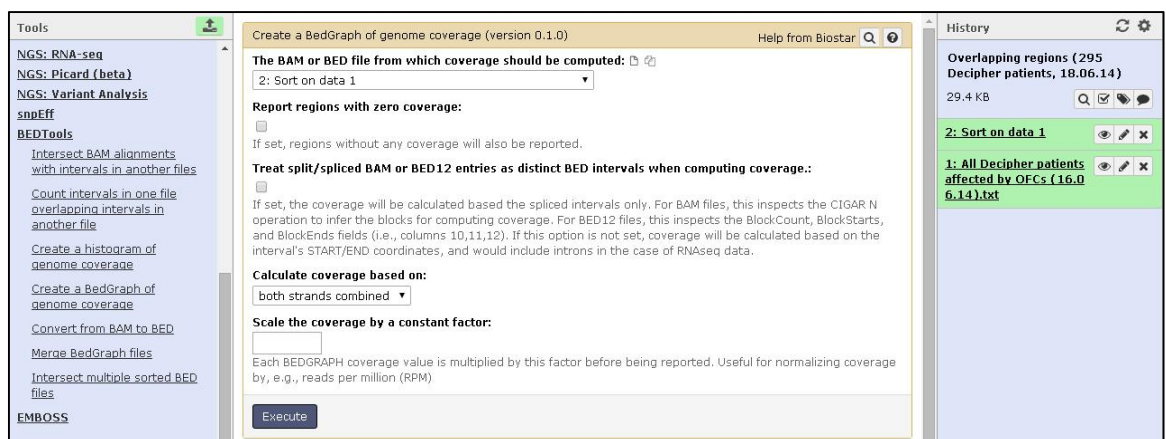 Tools
NGS: RNA-seq
NGS: Picard (beta)
NGS: Variant Analysis
snpEff
BEDTools
Intersect BAM alignments
with intervals in another files
Count intervals in one file
overlapping intervals in
another file
Create a histogram of
genome coverage
Create a BedGraph of
genome coverage
Convert from BAM to BED
Merge BedGraph files
Intersect multiple sorted BED
files
EMBOSS
Create a BedGraph of genome coverage (version 0.1.0)
Help from Biostar
The BAM or BED file from which coverage should be computed:
2: Sort on data 1
Report regions with zero coverage:
If set, regions without any coverage will also be reported.
Treat split/spliced BAM or BED12 entries as distinct BED intervals when computing coverage.:
If set, the coverage will be calculated based the spliced intervals only. For BAM files, this inspects the CIGAR N
operation to infer the blocks for computing coverage. For BED12 files, this inspects the BlockCount, BlockStarts,
and BlockEnds fields (i.e., columns 10,11,12). If this option is not set, coverage will be calculated based on the
interval's START/END coordinates, and would include introns in the case of RNAseq data.
Calculate coverage based on:
both strands combined
Scale the coverage by a constant factor:
Each BEDGRAPH coverage value is multiplied by this factor before being reported. Useful for normalizing coverage
by, e.g., reads per million (RPM)
Execute
History
Overlapping regions (295
Decipher patients, 18.06.14)
29.4 KB
2: Sort on data 1
1: All Decipher patients
affected by OFCs (16.0
6.14).txt